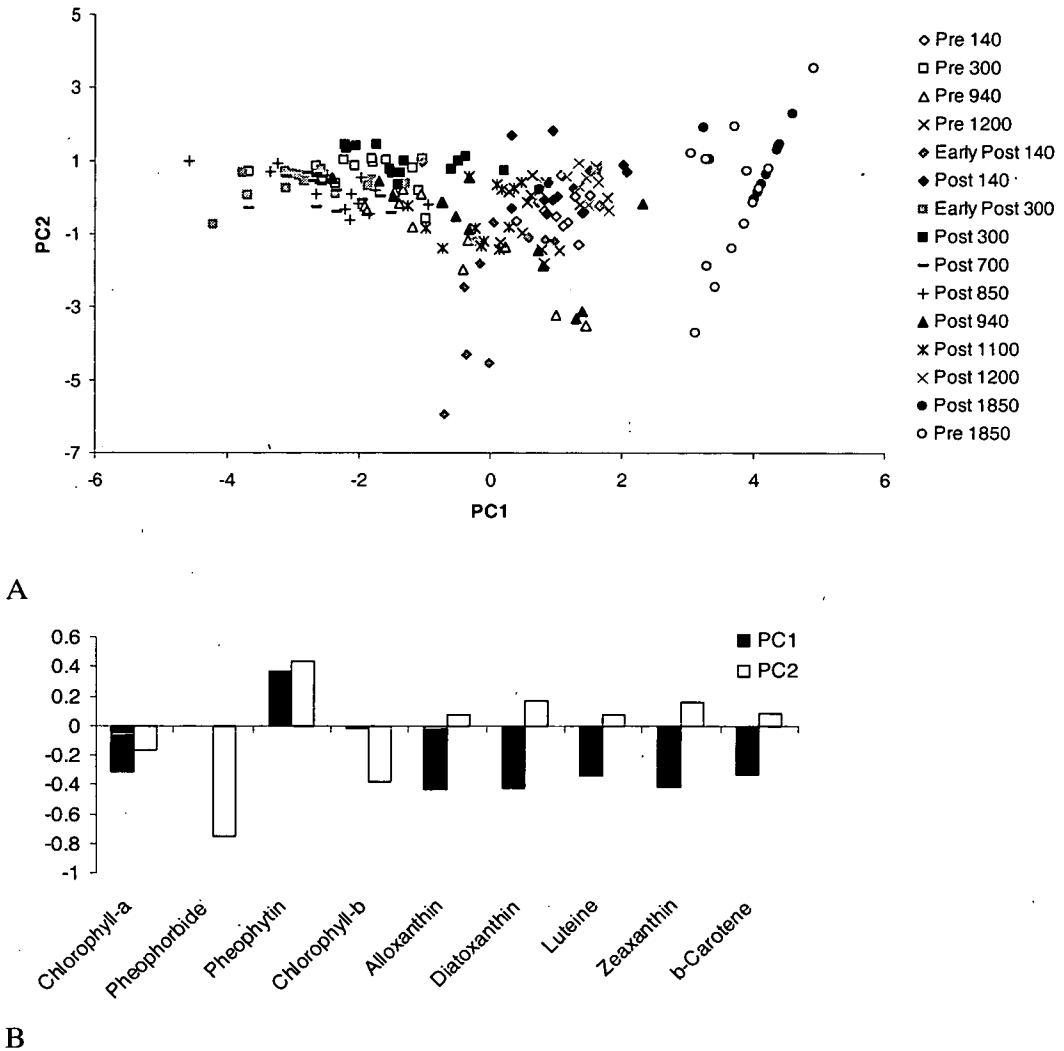 5
3
1
-1
-3
-5
-7
PC2
-6
-4
-2
0
2
4
6
PC1
Pre 140
Pre 300
Pre 940
Pre 1200
Early Post 140
Post 140
Early Post 300
Post 300
Post 700
Post 850
Post 940
Post 1100
Post 1200
Post 1850
Pre 1850
A
0.6
0.4
0.2
0
-0.2
-0.4
-0.6
-0.8
-1
PC1
PC2
Chlorophyll-a
Pheophorbide
Pheophytin
Chlorophyll-b
Alloxanthin
Diatoxanthin
Luteine
Zeaxanthin
b-Carotene
B